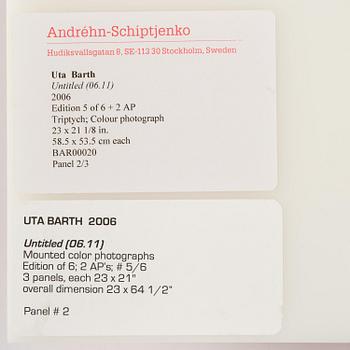 Andréhn-Schiptjenko
Hudiksvallsgatan 8, SE-113 30 Stockholm, Sweden
Uta Barth
Untitled (06.11)
2006
Edition 5 of 6 + 2 AP
Triptych; Colour photograph
23 x 21 1/8 in.
58.5 x 53.5 cm each
BAR00020
Panel 2/3
UTA BARTH 2006
Untitled (06.11)
Mounted color photographs
Edition of 6; 2 AP's; # 5/6
3 panels, each 23 x 21"
overall dimension 23 x 64 1/2"
Panel # 2